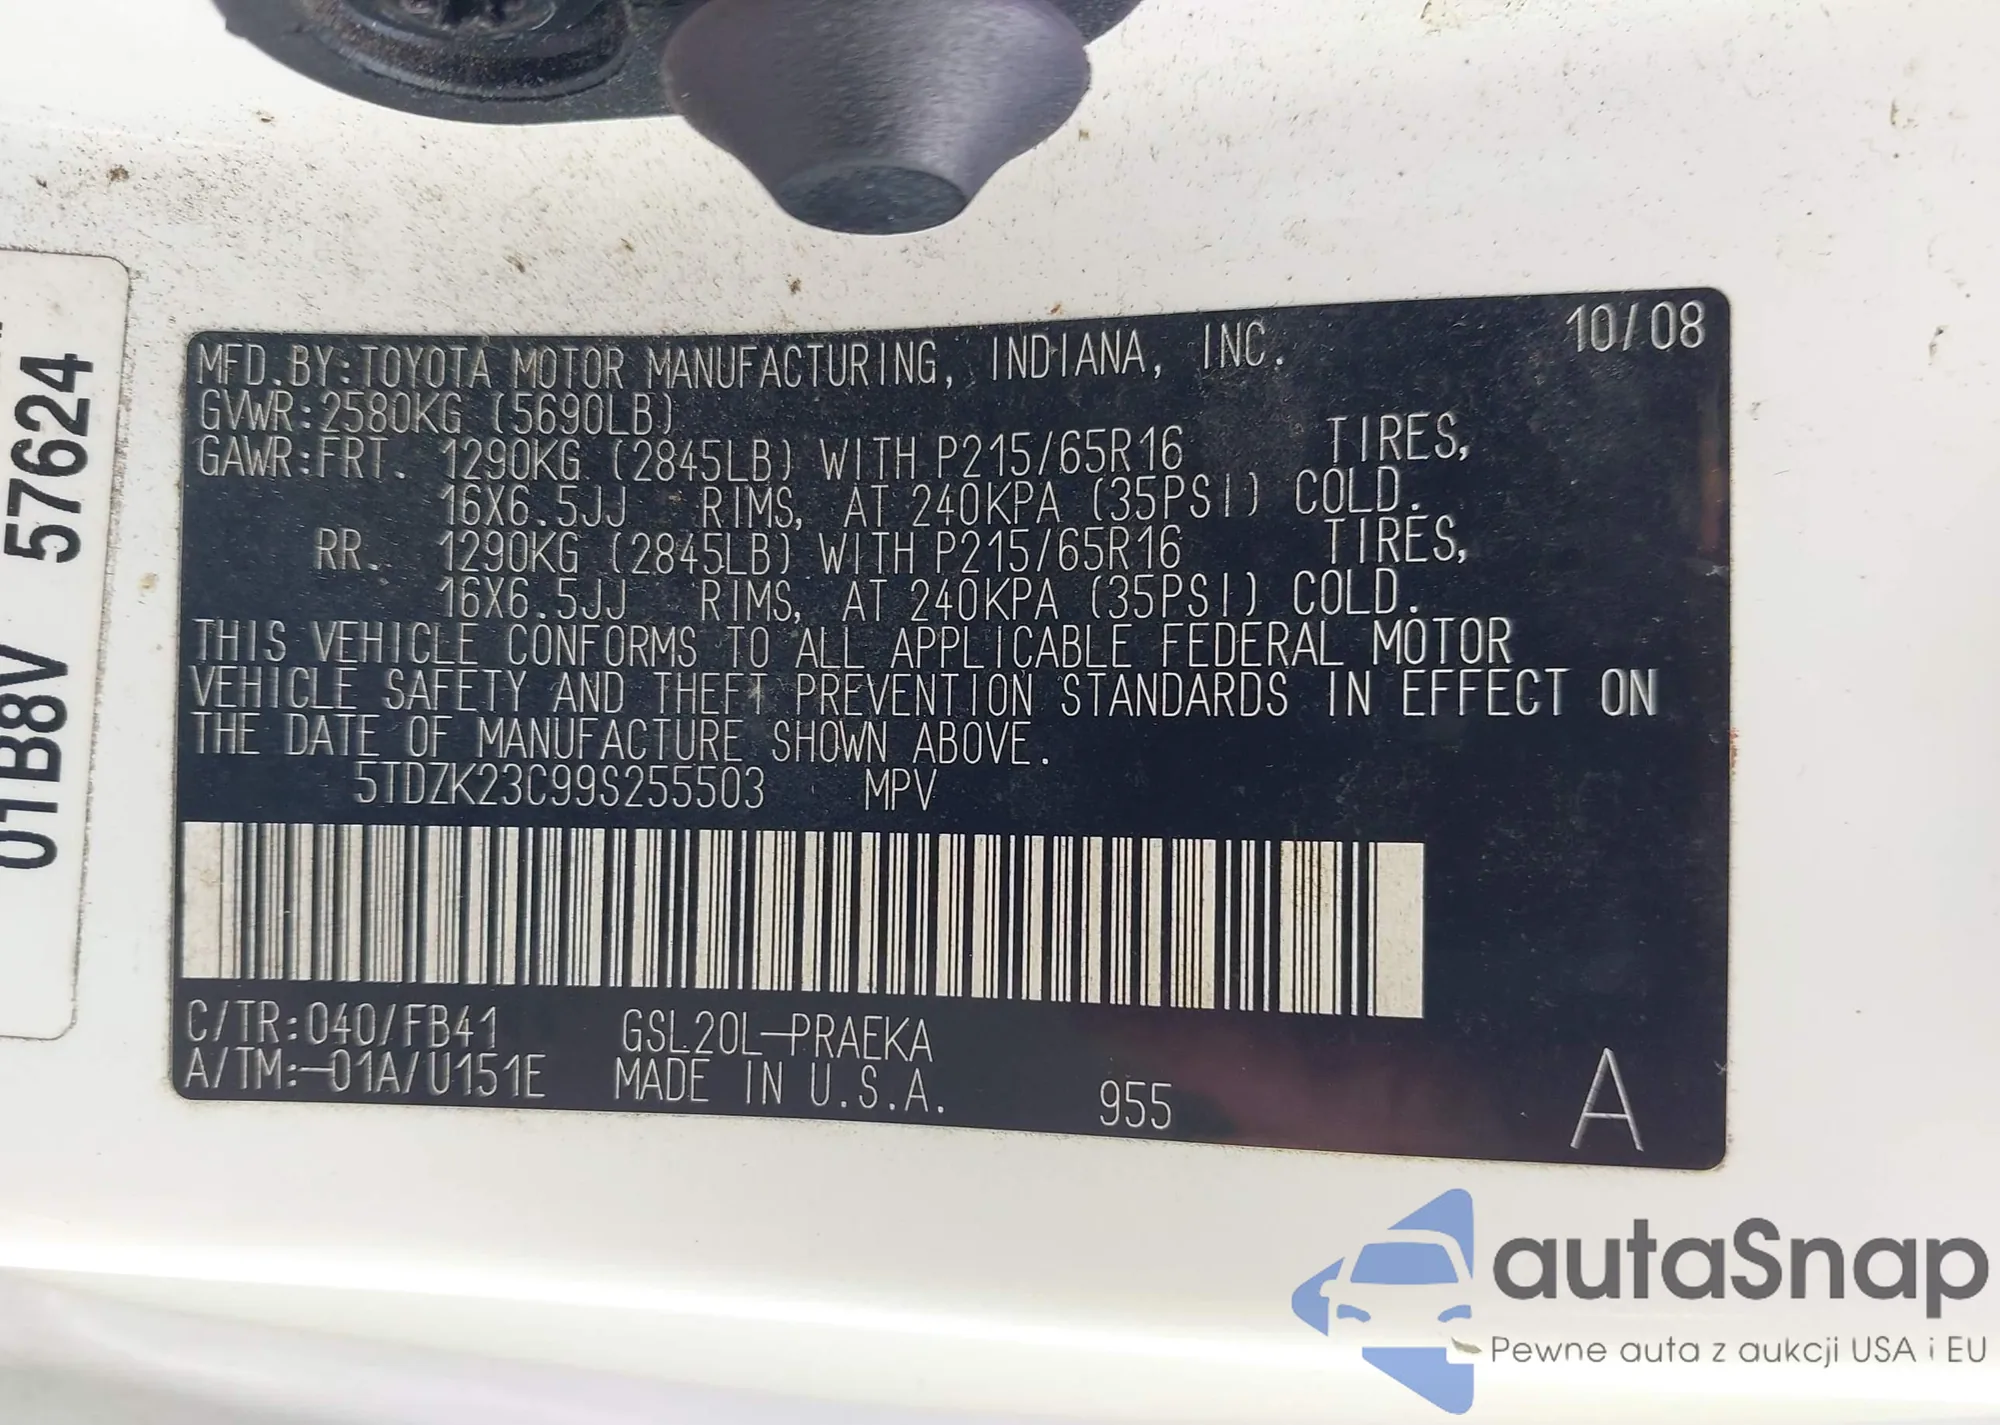 10/08
MFD.BY:TOYOTA MOTOR MANUFACTURING, INDIANA, INC.
GVWR:2580KG (5690LB)
GAWR:FRT. 1290KG (2845LB) WITH P215/65R16 TIRES,
16X6.5JJ RIMS, AT 240KPA (35PSI) COLD.
RR. 1290KG (2845LB) WITH P215/65R16 TIRES,
16X6.5JJ RIMS, AT 240KPA (35PSI) COLD.
THIS VEHICLE CONFORMS TO ALL APPLICABLE FEDERAL MOTOR
VEHICLE SAFETY AND THEFT PREVENTION STANDARDS IN EFFECT ON
THE DATE OF MANUFACTURE SHOWN ABOVE.
5TDZK23C99S255503 MPV
C/TR:040/FB41 GSL20L-PRAEKA
A/TM:-01A/U151E MADE IN U.S.A. 955 A
01B8V 57624
autaSnap
Pewne auta z aukcji USA i EU